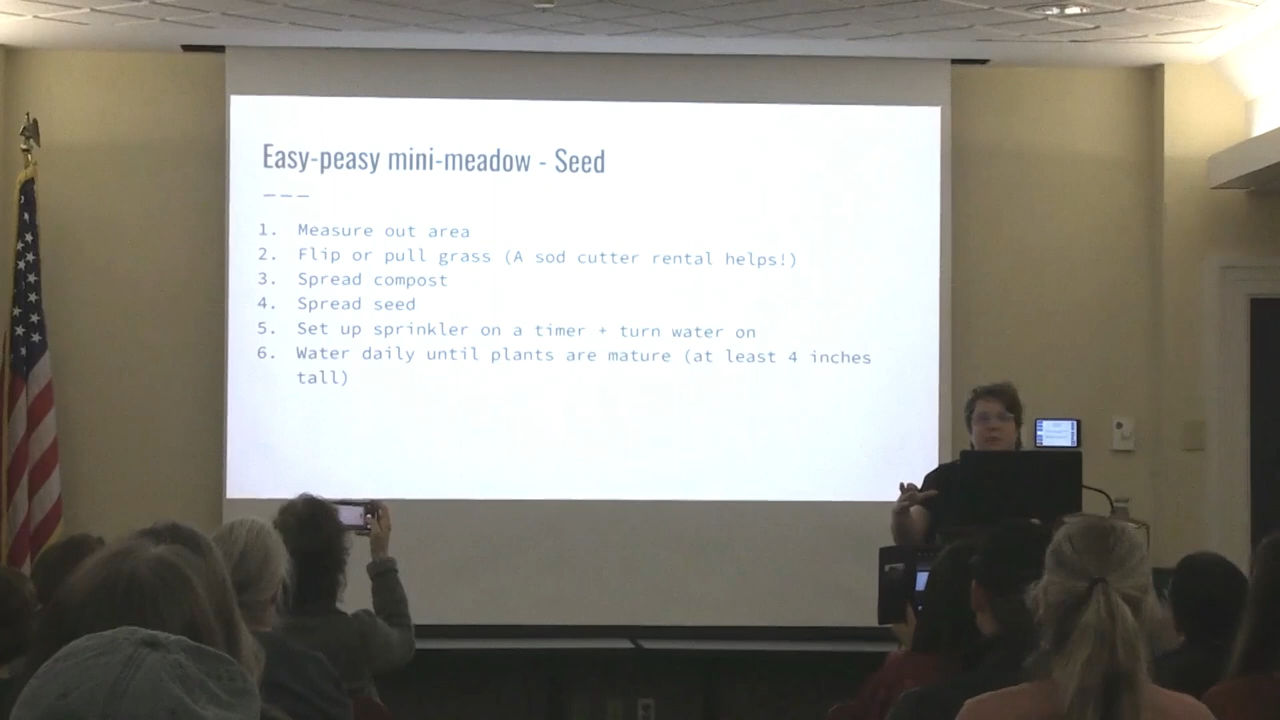 Easy-peasy mini-meadow - Seed
1. Measure out area
2. Flip or pull grass (A sod cutter rental helps!)
3. Spread compost
4. Spread seed
5. Set up sprinkler on a timer + turn water on
6. Water daily until plants are mature (at least 4 inches
tall)